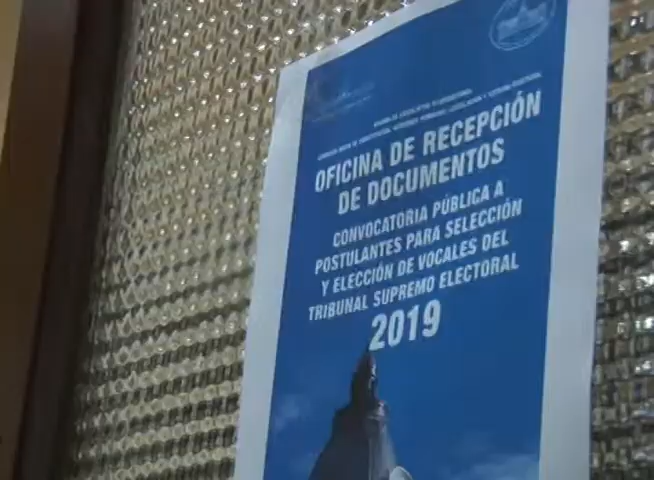 OFICINA DE RECEPCIÓN
DE DOCUMENTOS
CONVOCATORIA PÚBLICA A
POSTULANTES PARA SELECCIÓN
Y ELECCIÓN DE VOCALES DEL
TRIBUNAL SUPREMO ELECTORAL
2019